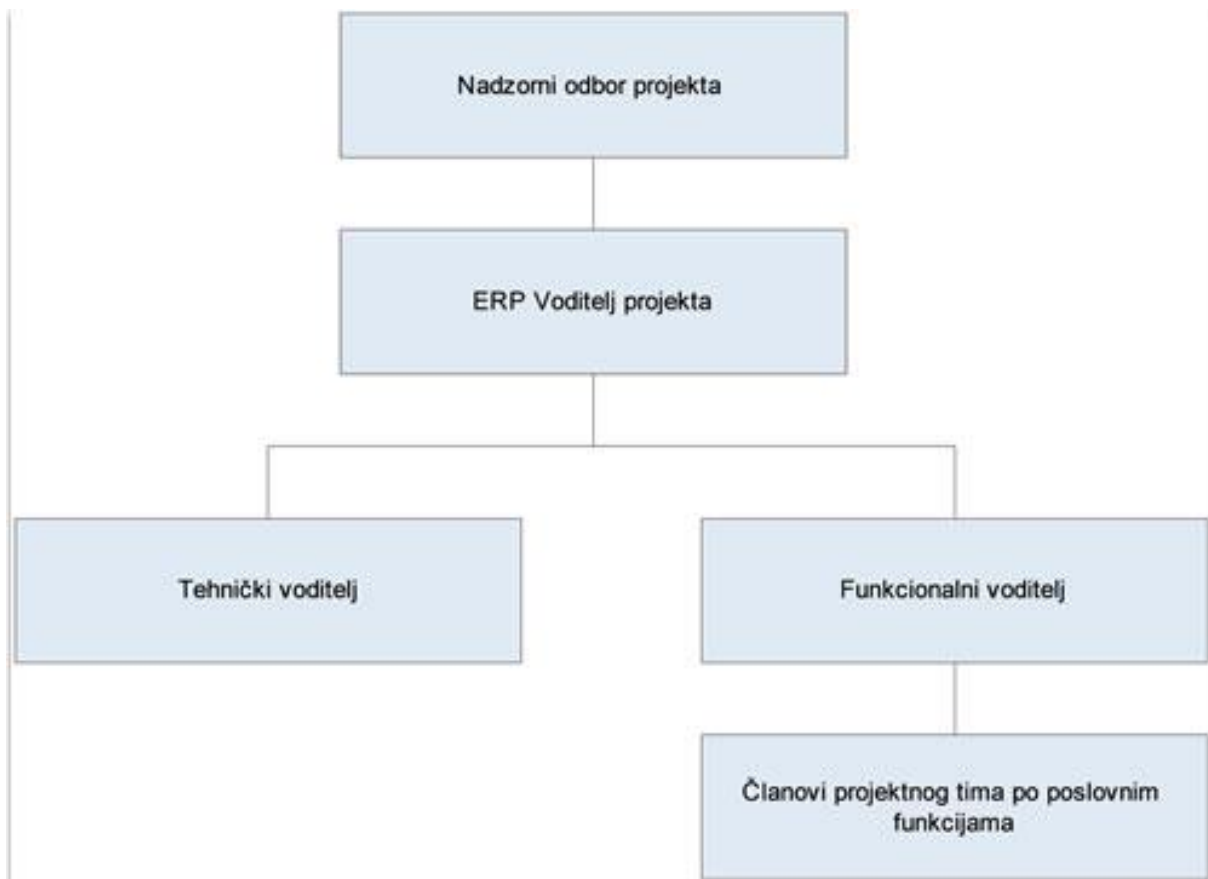 Nadzorni odbor projekta
ERP Voditelj projekta
Tehnički voditelj
Funkcionalni voditelj
Članovi projektnog tima po poslovnim
funkcijama